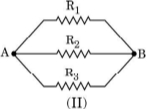 R₁
A R₂ B
R₃
(II)